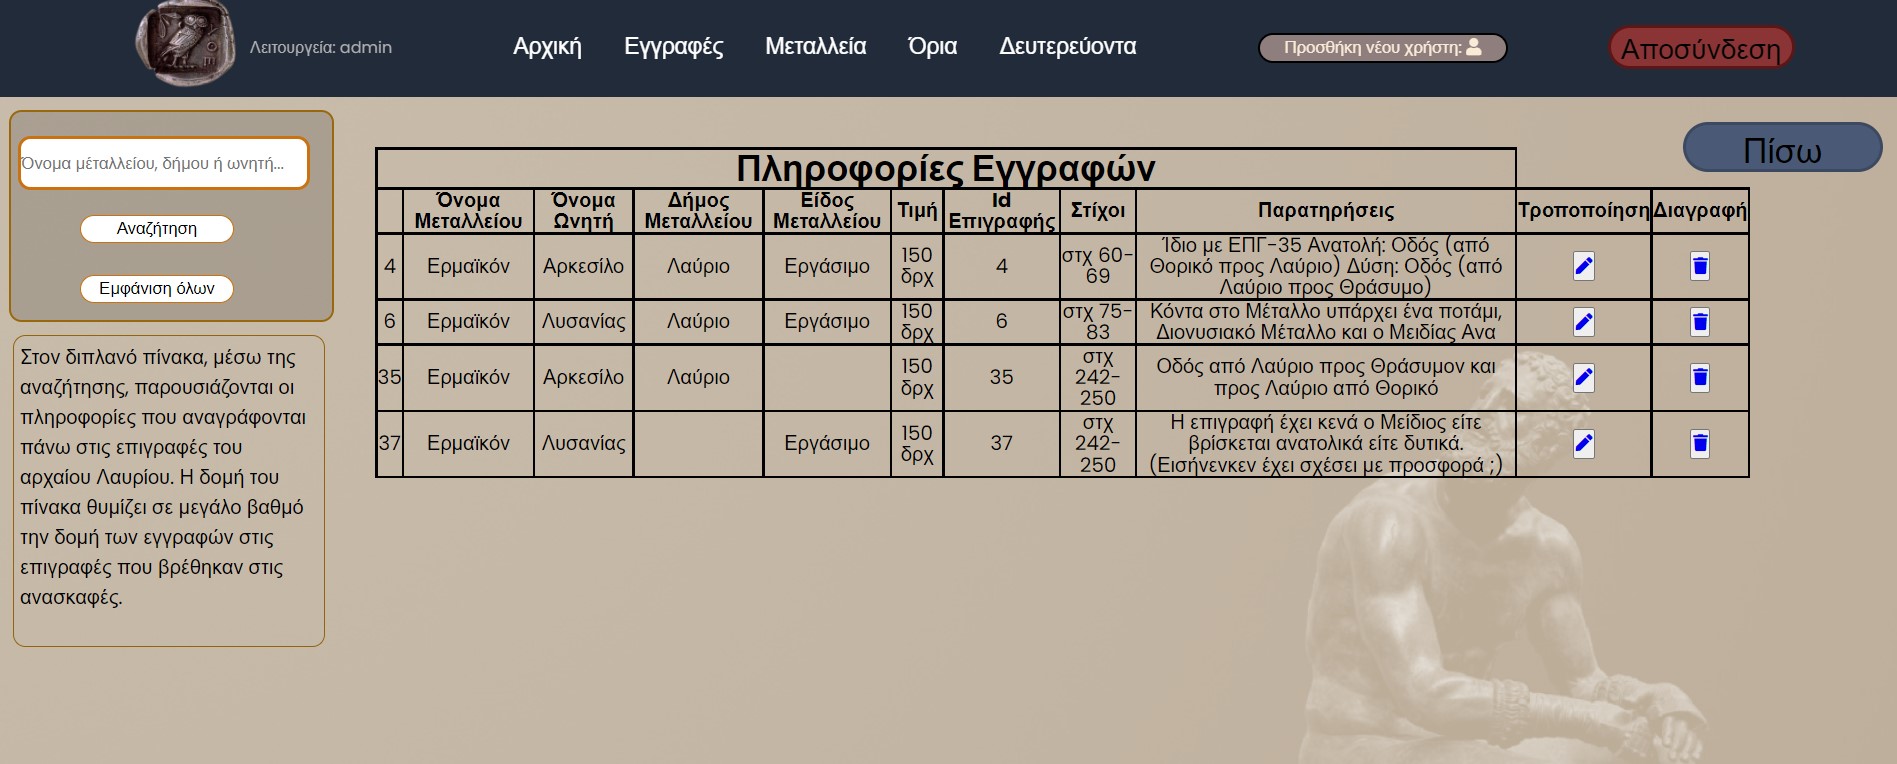 Λειτουργεία: admin
Αρχική Εγγραφές Μεταλλεία Όρια Δευτερεύοντα
Προσθήκη νέου χρήστη:
Αποσύνδεση
Πίσω
Όνομα μέταλλείου, δήμου ή ωνητή...
Αναζήτηση
Εμφάνιση όλων
Στον διπλανό πίνακα, μέσω της
αναζήτησης, παρουσιάζονται οι
πληροφορίες που αναγράφονται
πάνω στις επιγραφές του
αρχαίου Λαυρίου. Η δομή του
πίνακα θυμίζει σε μεγάλο βαθμό
την δομή των εγγραφών στις
επιγραφές που βρέθηκαν στις
ανασκαφές.
Πληροφορίες Εγγραφών
Όνομα Μεταλλείου Όνομα Ωνητή Δήμος Μεταλλείου Είδος Μεταλλείου Τιμή Id Επιγραφής Στίχοι Παρατηρήσεις Τροποποίηση Διαγραφή
4 Ερμαϊκόν Αρκεσίλο Λαύριο Εργάσιμο 150 δρχ 4 στχ 60-69 Ίδιο με ΕΠΓ-35 Ανατολή: Οδός (από
Θορικό προς Λαύριο) Δύση: Οδός (από
Λαύριο προς Θράσυμο)
6 Ερμαϊκόν Λυσανίας Λαύριο Εργάσιμο 150 δρχ 6 στχ 75-83 Κόντα στο Μέταλλο υπάρχει ένα ποτάμι,
Διονυσιακό Μέταλλο και ο Μειδίας Ανα
35 Ερμαϊκόν Αρκεσίλο Λαύριο 150 δρχ 35 στχ 242-250 Οδός από Λαύριο προς Θράσυμον και
προς Λαύριο από Θορικό
37 Ερμαϊκόν Λυσανίας Εργάσιμο 150 δρχ 37 στχ 242-250 Η επιγραφή έχει κενά ο Μείδιος είτε
βρίσκεται ανατολικά είτε δυτικά.
(Εισήνενκεν έχει σχέσει με προσφορά ;)